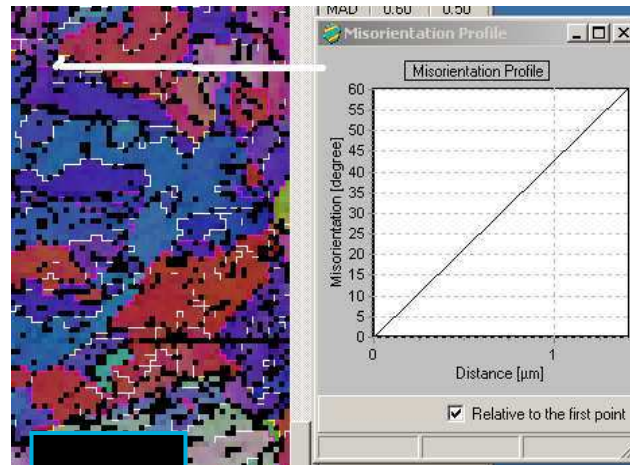 MAD 0.60 0.50
Misorientation Profile
Misorientation Profile
60
55
50
45
40
35
30
25
20
15
10
5
0
Misorientation [degree]
0 1
Distance [µm]
Relative to the first point